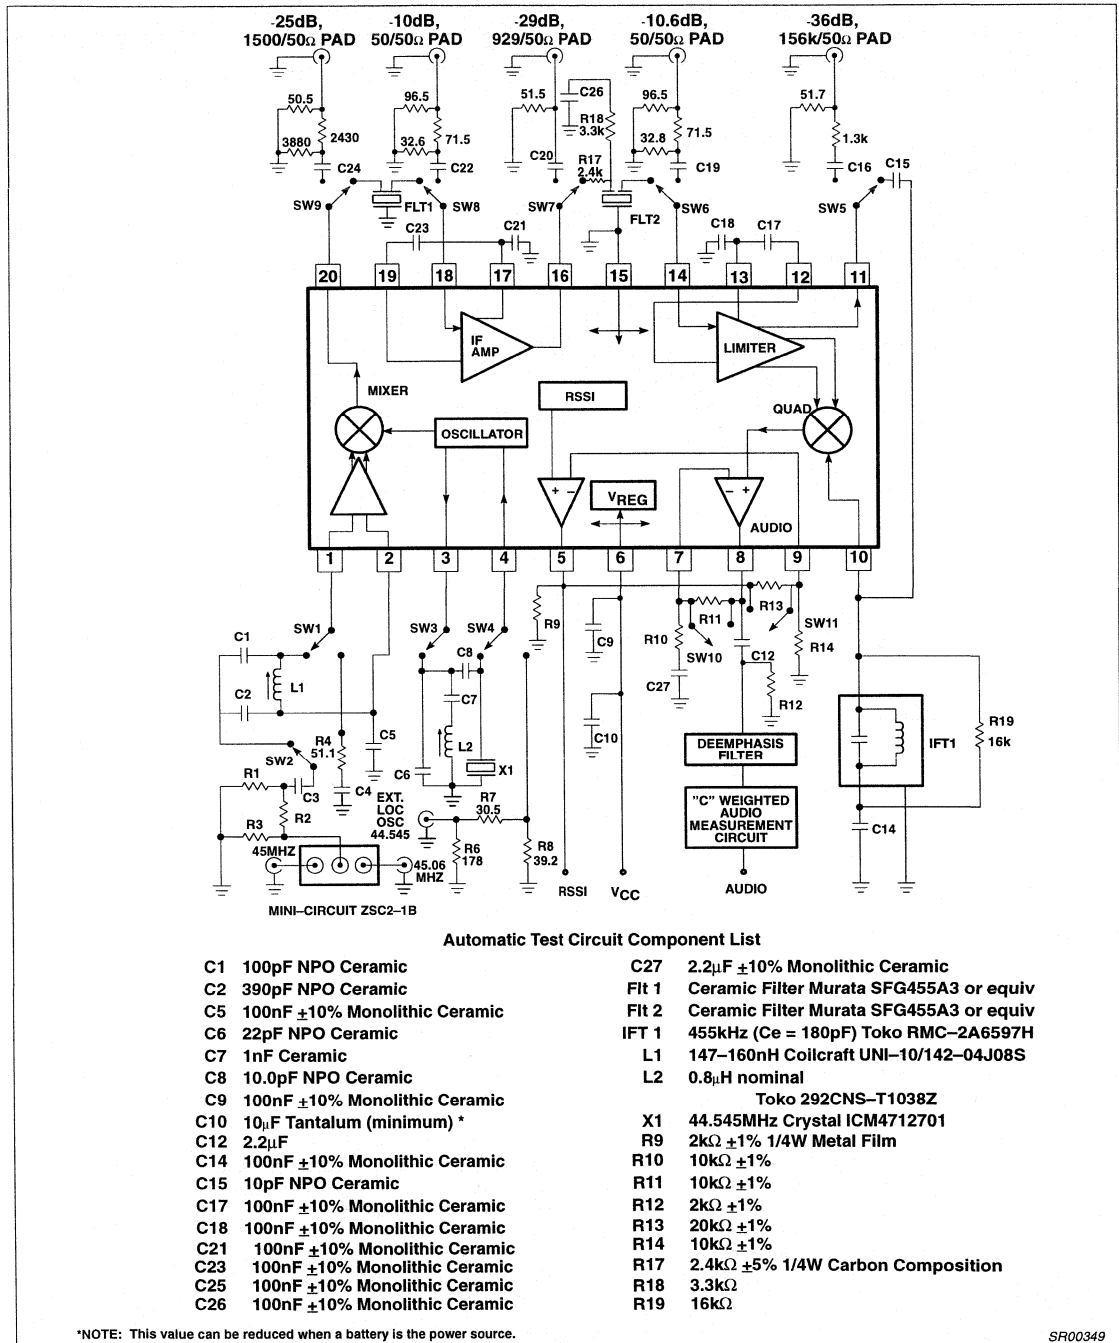 -25dB, 1500/50Ω PAD
-10dB, 50/50Ω PAD
-29dB, 929/50Ω PAD
-10.6dB, 50/50Ω PAD
-36dB, 156k/50Ω PAD
50.5
2430
3880
C24
96.5
71.5
32.6
C22
51.5
C20
C26
R18
3.3k
R17
2.4k
96.5
71.5
32.8
C19
51.7
1.3k
C16
C15
SW9
FLT1
SW8
SW7
FLT2
SW6
SW5
C23
C21
C18
C17
20
19
18
17
16
15
14
13
12
11
IF AMP
LIMITER
MIXER
RSSI
QUAD
OSCILLATOR
+ −
VREG
− +
AUDIO
1
2
3
4
5
6
7
8
9
10
SW1
SW3
SW4
R9
C9
R10
R11
R13
SW11
SW10
C12
R14
C1
L1
C2
C8
C7
C27
R12
R4
51.1
C5
L2
C6
X1
C10
DEEMPHASIS FILTER
IFT1
R19
16k
SW2
R1
C3
C4
R2
R3
EXT. LOC OSC 44.545
R7
30.5
R6
178
R8
39.2
"C" WEIGHTED AUDIO MEASUREMENT CIRCUIT
C14
45MHZ
45.06 MHZ
RSSI
VCC
AUDIO
MINI–CIRCUIT ZSC2–1B
Automatic Test Circuit Component List
C1 100pF NPO Ceramic
C2 390pF NPO Ceramic
C5 100nF ±10% Monolithic Ceramic
C6 22pF NPO Ceramic
C7 1nF Ceramic
C8 10.0pF NPO Ceramic
C9 100nF ±10% Monolithic Ceramic
C10 10μF Tantalum (minimum) *
C12 2.2μF
C14 100nF ±10% Monolithic Ceramic
C15 10pF NPO Ceramic
C17 100nF ±10% Monolithic Ceramic
C18 100nF ±10% Monolithic Ceramic
C21 100nF ±10% Monolithic Ceramic
C23 100nF ±10% Monolithic Ceramic
C25 100nF ±10% Monolithic Ceramic
C26 100nF ±10% Monolithic Ceramic
C27 2.2μF ±10% Monolithic Ceramic
Flt 1 Ceramic Filter Murata SFG455A3 or equiv
Flt 2 Ceramic Filter Murata SFG455A3 or equiv
IFT 1 455kHz (Ce = 180pF) Toko RMC–2A6597H
L1 147–160nH Coilcraft UNI–10/142–04J08S
L2 0.8μH nominal
Toko 292CNS–T1038Z
X1 44.545MHz Crystal ICM4712701
R9 2kΩ ±1% 1/4W Metal Film
R10 10kΩ ±1%
R11 10kΩ ±1%
R12 2kΩ ±1%
R13 20kΩ ±1%
R14 10kΩ ±1%
R17 2.4kΩ ±5% 1/4W Carbon Composition
R18 3.3kΩ
R19 16kΩ
*NOTE: This value can be reduced when a battery is the power source.
SR00349